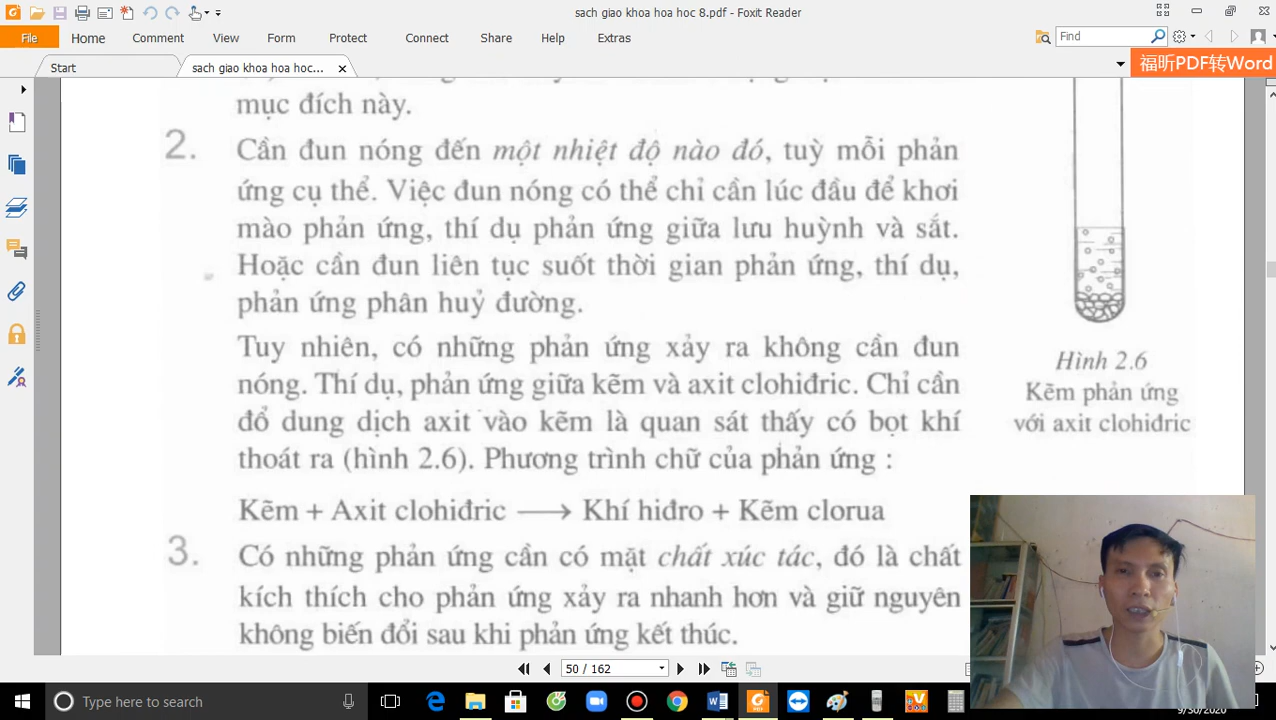 sach giao khoa hoa hoc 8.pdf - Foxit Reader
File Home Comment View Form Protect Connect Share Help Extras
Find
Start
sach giao khoa hoa hoc...
福昕PDF转Word
mục đích này.
2. Cần đun nóng đến một nhiệt độ nào đó, tuỳ mỗi phản
ứng cụ thể. Việc đun nóng có thể chỉ cần lúc đầu để khơi
mào phản ứng, thí dụ phản ứng giữa lưu huỳnh và sắt.
Hoặc cần đun liên tục suốt thời gian phản ứng, thí dụ,
phản ứng phân huỷ đường.
Tuy nhiên, có những phản ứng xảy ra không cần đun
nóng. Thí dụ, phản ứng giữa kẽm và axit clohiđric. Chỉ cần
đổ dung dịch axit vào kẽm là quan sát thấy có bọt khí
thoát ra (hình 2.6). Phương trình chữ của phản ứng :
Kẽm + Axit clohiđric ⟶ Khí hiđro + Kẽm clorua
3. Có những phản ứng cần có mặt chất xúc tác, đó là chất
kích thích cho phản ứng xảy ra nhanh hơn và giữ nguyên
không biến đổi sau khi phản ứng kết thúc.
Hình 2.6
Kẽm phản ứng
với axit clohiđric
50 / 162
Type here to search
9/30/2020